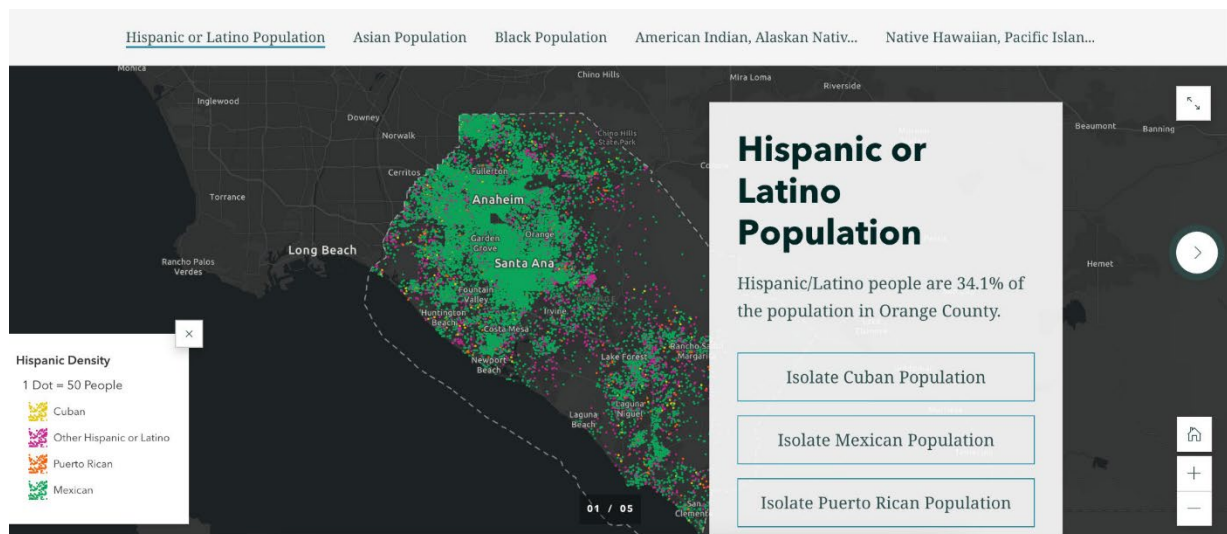 Hispanic or Latino Population
Asian Population
Black Population
American Indian, Alaskan Nativ...
Native Hawaiian, Pacific Islan...
Monica
Chino Hills
Mira Loma
Riverside
Inglewood
Downey
Norwalk
Chino Hills
State Park
Beaumont
Banning
Cerritos
Fullerton
Torrance
Anaheim
Garden
Grove
Orange
Long Beach
Santa Ana
Rancho Palos
Verdes
Hemet
Fountain
Valley
Huntington
Beach
Irvine
Costa Mesa
Newport
Beach
Lake Forest
Laguna
Niguel
Laguna
Beach
San
Clemente
Hispanic or
Latino
Population
Hispanic/Latino people are 34.1% of
the population in Orange County.
Isolate Cuban Population
Isolate Mexican Population
Isolate Puerto Rican Population
Hispanic Density
1 Dot = 50 People
Cuban
Other Hispanic or Latino
Puerto Rican
Mexican
01 / 05